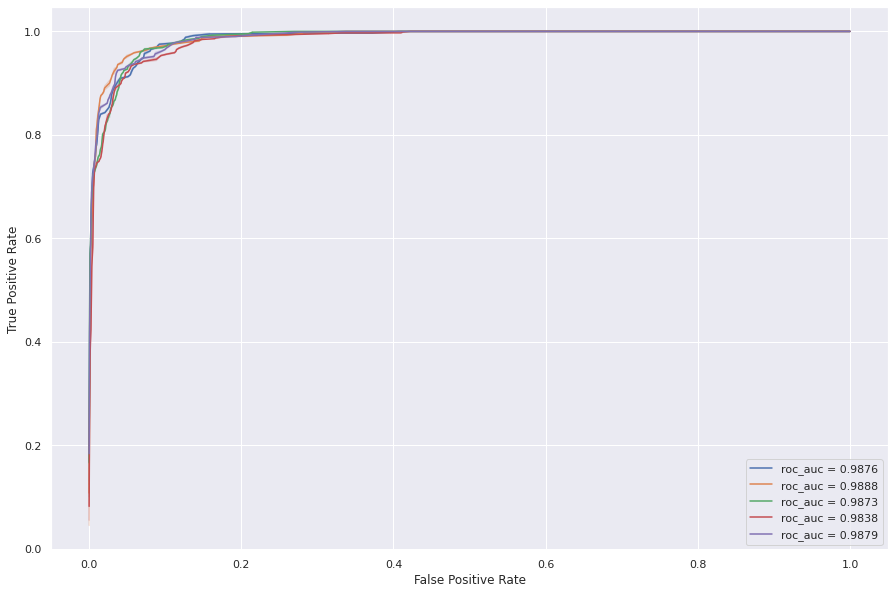 1.0
0.8
0.6
0.4
0.2
0.0
True Positive Rate
0.0 0.2 0.4 0.6 0.8 1.0
False Positive Rate
roc_auc = 0.9876
roc_auc = 0.9888
roc_auc = 0.9873
roc_auc = 0.9838
roc_auc = 0.9879